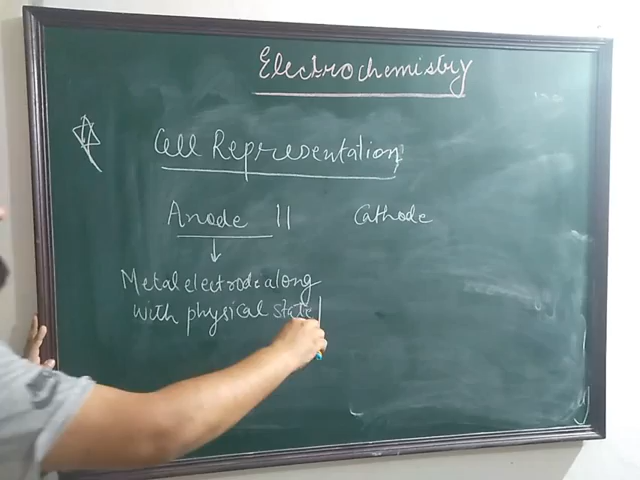 Electrochemistry
Cell Representation
Anode || Cathode
Metal electrode along
with physical state |